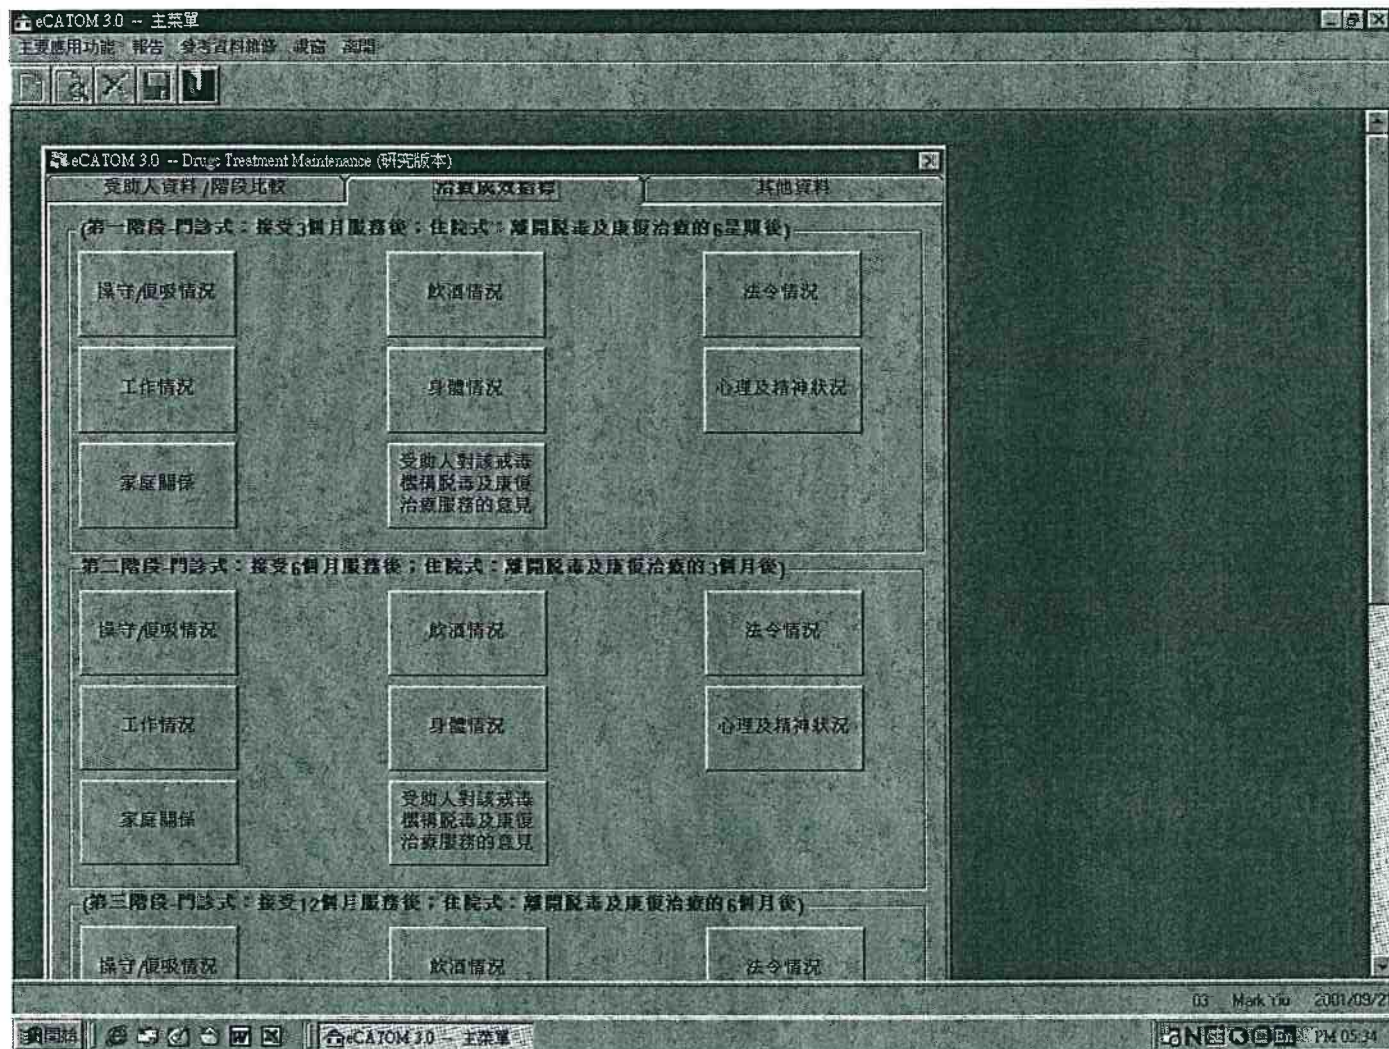 eCATOM 3.0 -- 主菜單
主要應用功能 報告 參考資料維修 視窗 離開
eCATOM 3.0 -- Drugs Treatment Maintenance (研究版本)
受助人資料/階段比較 治療成效指標 其他資料
(第一階段-門診式：接受3個月服務後；住院式：離開脫毒及康復治療的6星期後)
操守/復吸情況 飲酒情況 法令情況
工作情況 身體情況 心理及精神狀況
家庭關係
受助人對該戒毒
機構脫毒及康復
治療服務的意見
第二階段-門診式：接受6個月服務後；住院式：離開脫毒及康復治療的3個月後)
操守/復吸情況 飲酒情況 法令情況
工作情況 身體情況 心理及精神狀況
家庭關係
受助人對該戒毒
機構脫毒及康復
治療服務的意見
(第三階段-門診式：接受12個月服務後；住院式：離開脫毒及康復治療的6個月後)
操守/復吸情況 飲酒情況 法令情況
03 Mark Yiu 2001/09/2
開始 eCATOM 3.0 -- 主菜單 En PM 05:34